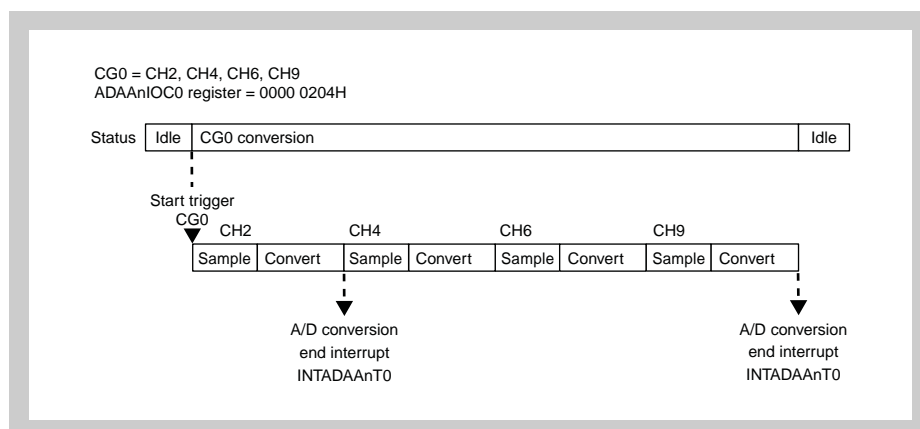 CG0 = CH2, CH4, CH6, CH9
ADAAnIOC0 register = 0000 0204H
Status Idle CG0 conversion Idle
Start trigger
CG0
CH2 CH4 CH6 CH9
Sample Convert Sample Convert Sample Convert Sample Convert
A/D conversion A/D conversion
end interrupt end interrupt
INTADAAnT0 INTADAAnT0